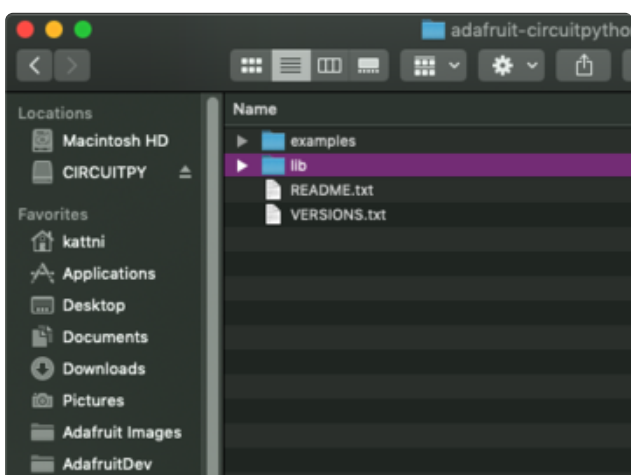 adafruit-circuitpytho
Locations
Macintosh HD
CIRCUITPY
Favorites
kattni
Applications
Desktop
Documents
Downloads
Pictures
Adafruit Images
AdafruitDev
Name
examples
lib
README.txt
VERSIONS.txt